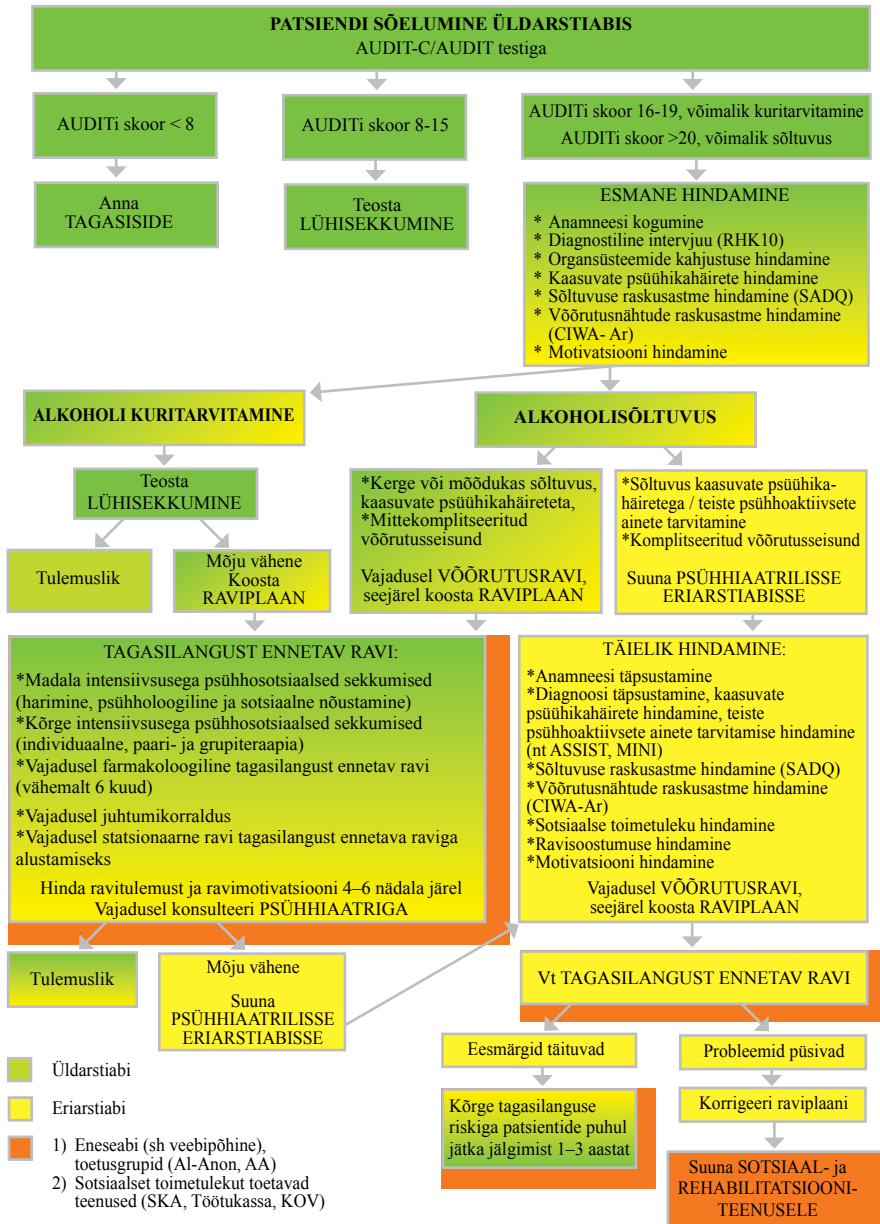 PATSIENDI SÕELUMINE ÜLDARSTIABIS
AUDIT-C/AUDIT testiga
AUDITi skoor < 8
AUDITi skoor 8-15
AUDITi skoor 16-19, võimalik kuritarvitamine
AUDITi skoor >20, võimalik sõltuvus
Anna
TAGASISIDE
Teosta
LÜHISEKKUMINE
ESMANE HINDAMINE
* Anamneesi kogumine
* Diagnostiline intervjuu (RHK10)
* Organsüsteemide kahjustuse hindamine
* Kaasuvate psüühikahäirete hindamine
* Sõltuvuse raskusastme hindamine (SADQ)
* Võõrutusnähtude raskusastme hindamine
(CIWA- Ar)
* Motivatsiooni hindamine
ALKOHOLI KURITARVITAMINE
ALKOHOLISÕLTUVUS
Teosta
LÜHISEKKUMINE
Tulemuslik
Mõju vähene
Koosta
RAVIPLAAN
*Kerge või mõõdukas sõltuvus,
kaasuvate psüühikahäireteta,
*Mittekomplitseeritud
võõrutusseisund
Vajadusel VÕÕRUTUSRAVI,
seejärel koosta RAVIPLAAN
*Sõltuvus kaasuvate psüühika-
häiretega / teiste psühhoaktiivsete
ainete tarvitamine
*Komplitseeritud võõrutusseisund
Suuna PSÜHHIAATRILISSE
ERIARSTIABISSE
TAGASILANGUST ENNETAV RAVI:
*Madala intensiivsusega psühhosotsiaalsed sekkumised
(harimine, psühholoogiline ja sotsiaalne nõustamine)
*Kõrge intensiivsusega psühhosotsiaalsed sekkumised
(individuaalne, paari- ja grupiteraapia)
*Vajadusel farmakoloogiline tagasilangust ennetav ravi
(vähemalt 6 kuud)
*Vajadusel juhtumikorraldus
*Vajadusel statsionaarne ravi tagasilangust ennetava raviga
alustamiseks
Hinda ravitulemust ja ravimotivatsiooni 4–6 nädala järel
Vajadusel konsulteeri PSÜHHIAATRIGA
TÄIELIK HINDAMINE:
*Anamneesi täpsustamine
*Diagnoosi täpsustamine, kaasuvate
psüühikahäirete hindamine, teiste
psühhoaktiivsete ainete tarvitamise hindamine
(nt ASSIST, MINI)
*Sõltuvuse raskusastme hindamine (SADQ)
*Võõrutusnähtude raskusastme hindamine
(CIWA-Ar)
*Sotsiaalse toimetuleku hindamine
*Ravisoostumuse hindamine
*Motivatsiooni hindamine
Vajadusel VÕÕRUTUSRAVI,
seejärel koosta RAVIPLAAN
Tulemuslik
Mõju vähene
Suuna
PSÜHHIAATRILISSE
ERIARSTIABISSE
Vt TAGASILANGUST ENNETAV RAVI
Eesmärgid täituvad
Probleemid püsivad
Kõrge tagasilanguse
riskiga patsientide puhul
jätka jälgimist 1–3 aastat
Korrigeeri raviplaani
Suuna SOTSIAAL- ja
REHABILITATSIOONI-
TEENUSELE
Üldarstiabi
Eriarstiabi
1) Eneseabi (sh veebipõhine),
toetusgrupid (Al-Anon, AA)
2) Sotsiaalset toimetulekut toetavad
teenused (SKA, Töötukassa, KOV)